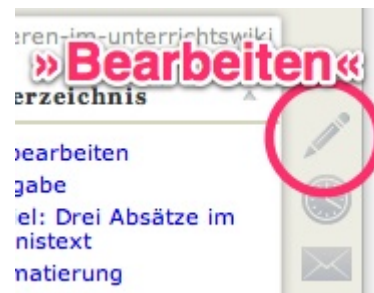 eren-im-unterrichtswiki
»Bearbeiten«
erzeichnis
bearbeiten
gabe
el: Drei Absätze im
nistext
matierung